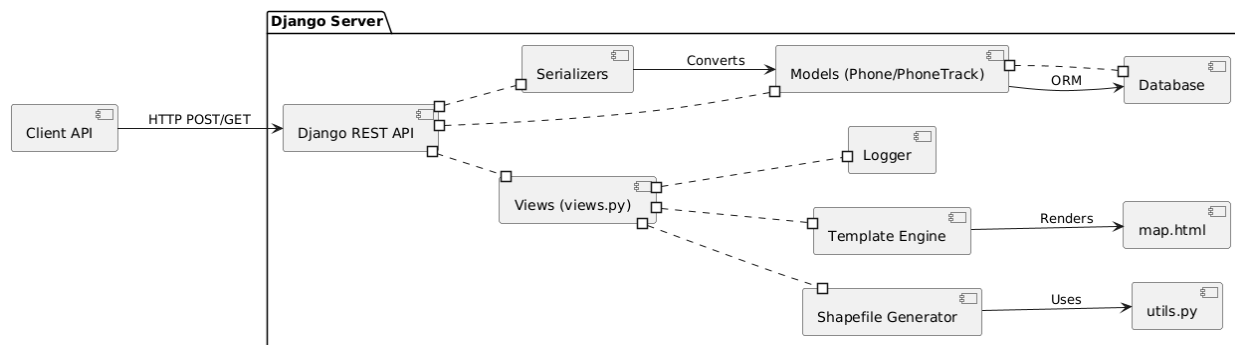 Django Server
Client API
HTTP POST/GET
Django REST API
Serializers
Converts
Models (Phone/PhoneTrack)
ORM
Database
Views (views.py)
Logger
Template Engine
Renders
map.html
Shapefile Generator
Uses
utils.py